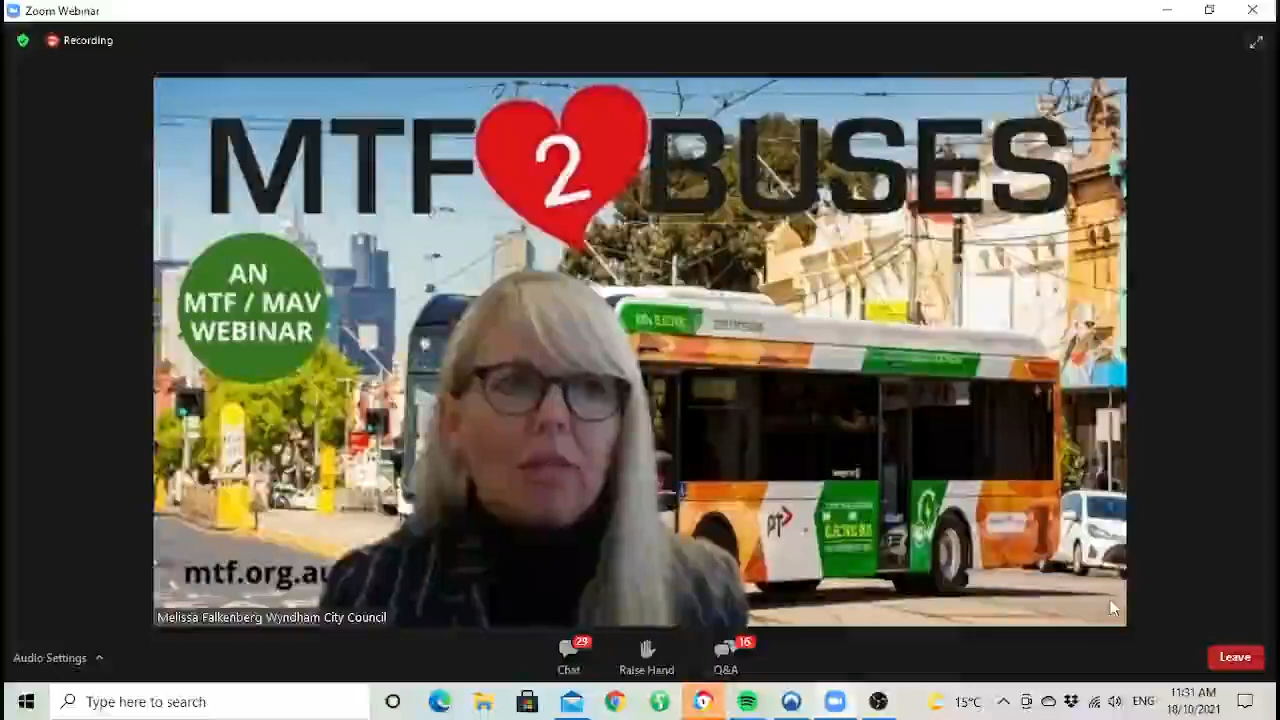 Zoom Webinar
Recording
MTF 2 BUSES
AN
MTF / MAV
WEBINAR
100% ELECTRIC
PT
ELECTRIC BUS
mtf.org.au
Melissa Falkenberg Wyndham City Council
29
16
Audio Settings
Chat
Raise Hand
Q&A
Leave
Type here to search
15°C
ENG
11:31 AM
18/10/2021